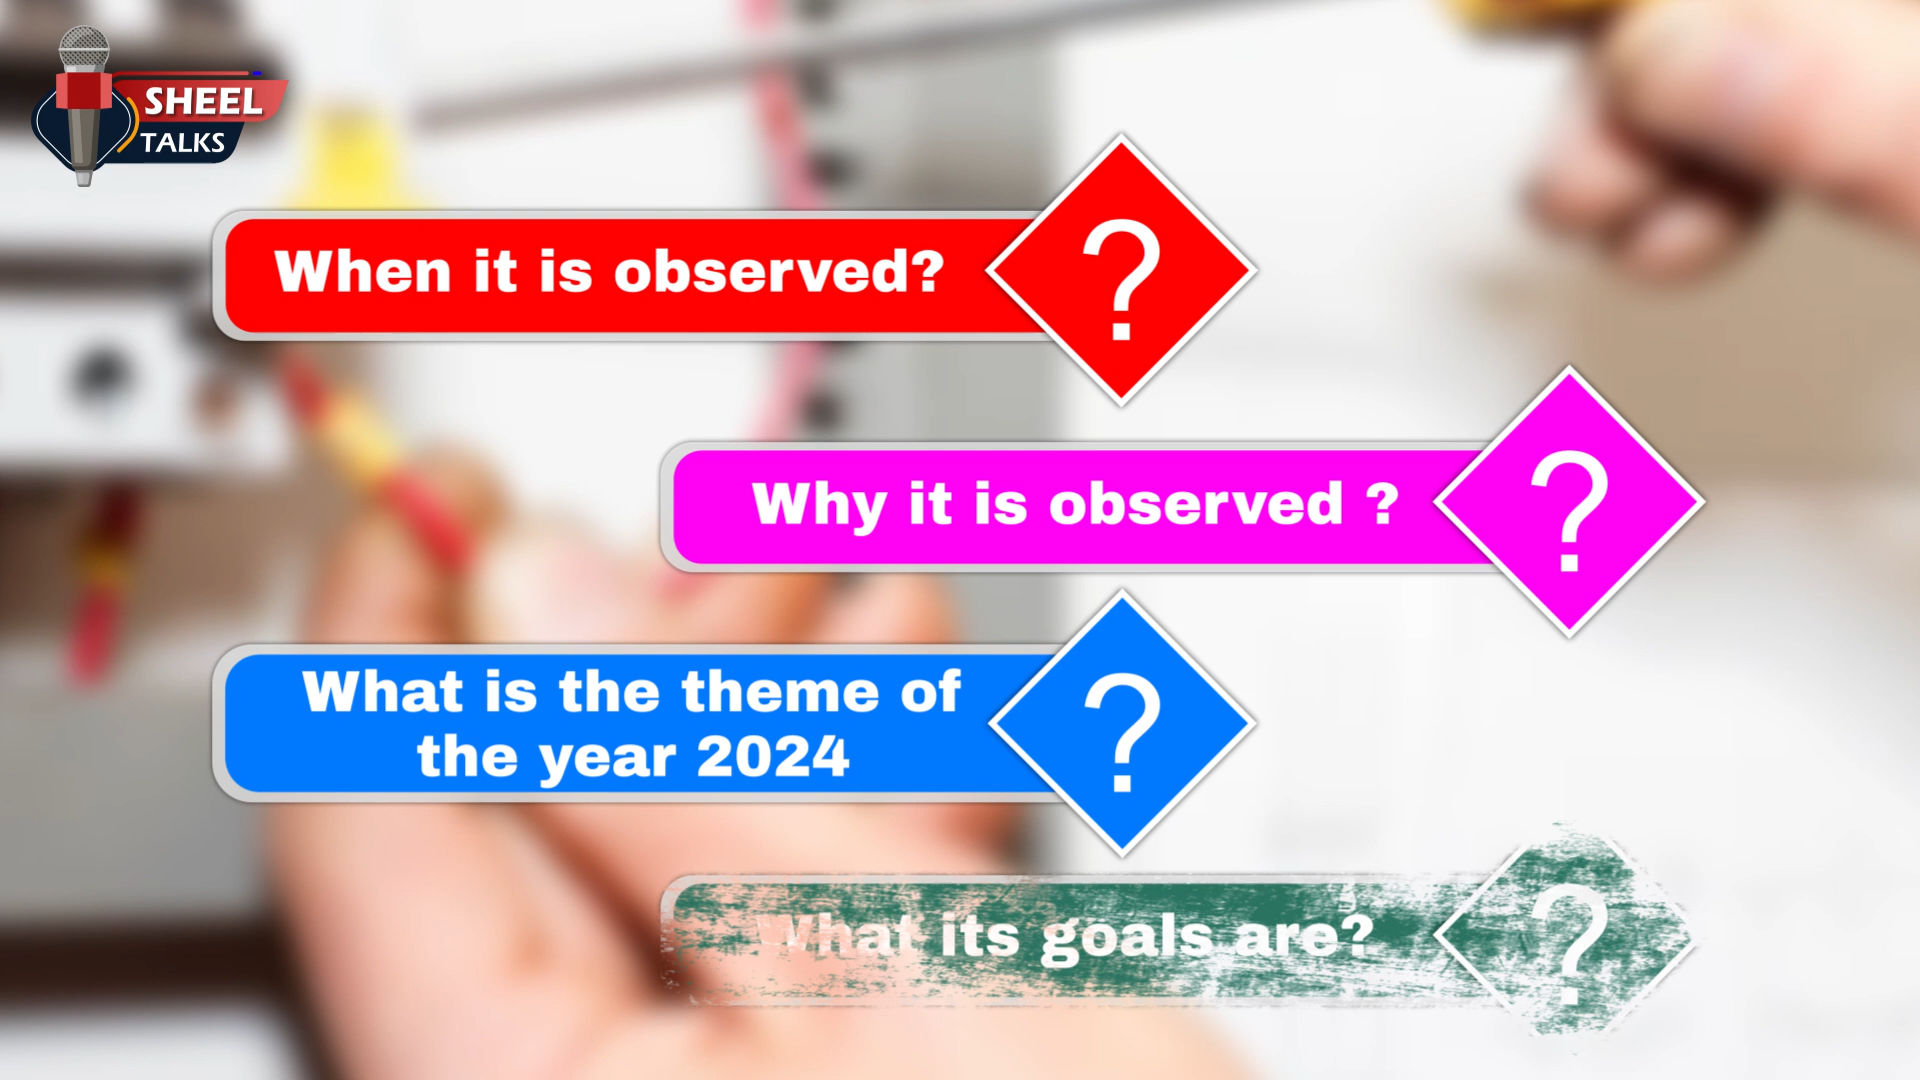 SHEEL
TALKS
When it is observed?
?
Why it is observed ?
?
What is the theme of
the year 2024
?
What its goals are?
?